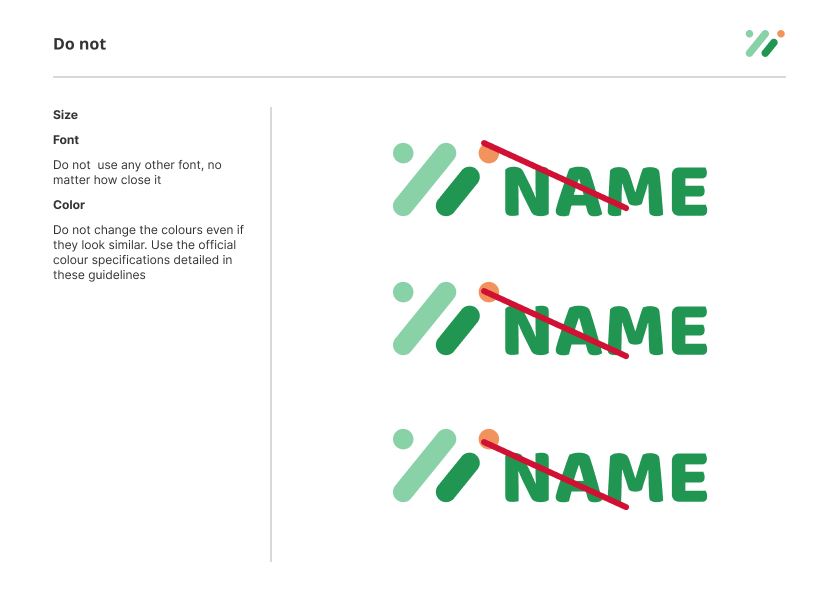 Do not
Size
Font
Do not  use any other font, no
matter how close it
Color
Do not change the colours even if
they look similar. Use the official
colour specifications detailed in
these guidelines
NAME
NAME
NAME